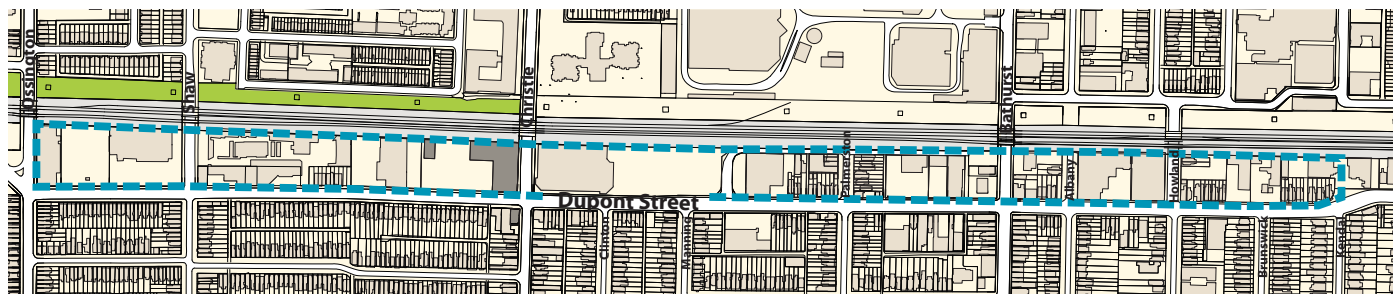 Ossington
Shaw
Christie
Bathurst
Palmerston
Albany
Howland
Dupont Street
Clinton
Manning
Brunswick
Kendal